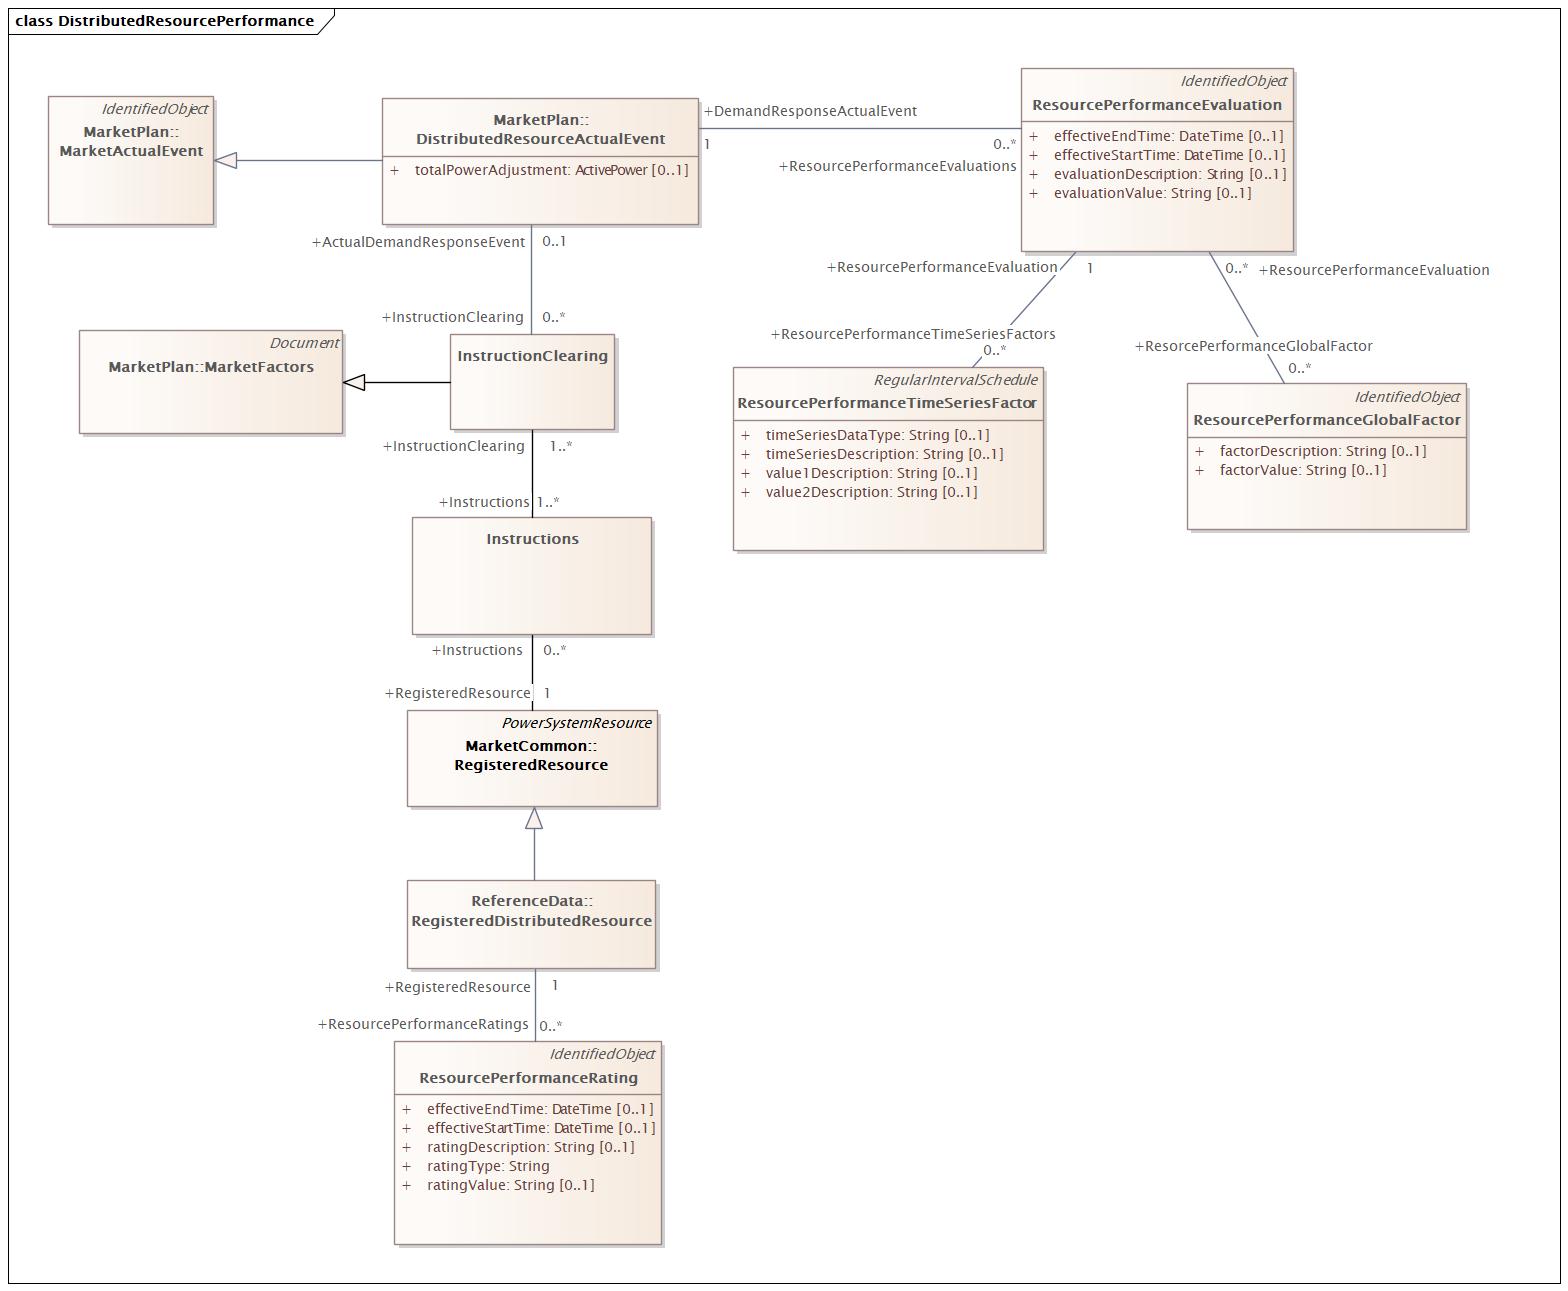 class DistributedResourcePerformance
IdentifiedObject
MarketPlan::
MarketActualEvent
MarketPlan::
DistributedResourceActualEvent
+ totalPowerAdjustment: ActivePower [0..1]
+DemandResponseActualEvent
1
0..*
+ResourcePerformanceEvaluations
IdentifiedObject
ResourcePerformanceEvaluation
+ effectiveEndTime: DateTime [0..1]
+ effectiveStartTime: DateTime [0..1]
+ evaluationDescription: String [0..1]
+ evaluationValue: String [0..1]
+ActualDemandResponseEvent
0..1
+InstructionClearing
0..*
+ResourcePerformanceEvaluation
1
+ResourcePerformanceTimeSeriesFactors
0..*
0..*
+ResourcePerformanceEvaluation
+ResorcePerformanceGlobalFactor
0..*
Document
MarketPlan::MarketFactors
InstructionClearing
RegularIntervalSchedule
ResourcePerformanceTimeSeriesFactor
+ timeSeriesDataType: String [0..1]
+ timeSeriesDescription: String [0..1]
+ value1Description: String [0..1]
+ value2Description: String [0..1]
IdentifiedObject
ResourcePerformanceGlobalFactor
+ factorDescription: String [0..1]
+ factorValue: String [0..1]
+InstructionClearing
1..*
+Instructions
1..*
Instructions
+Instructions
0..*
+RegisteredResource
1
PowerSystemResource
MarketCommon::
RegisteredResource
ReferenceData::
RegisteredDistributedResource
+RegisteredResource
1
+ResourcePerformanceRatings
0..*
IdentifiedObject
ResourcePerformanceRating
+ effectiveEndTime: DateTime [0..1]
+ effectiveStartTime: DateTime [0..1]
+ ratingDescription: String [0..1]
+ ratingType: String
+ ratingValue: String [0..1]